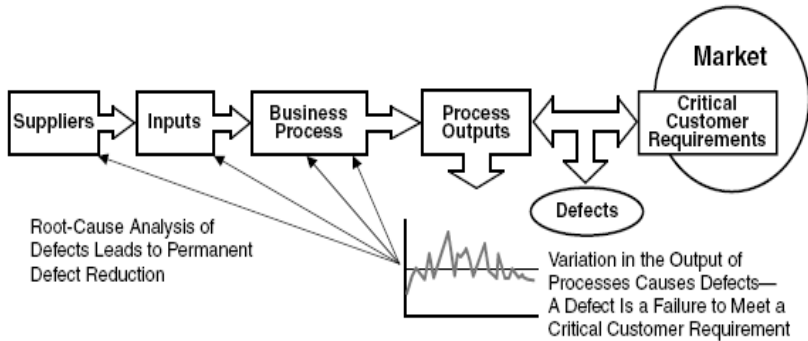 Market
Suppliers
Inputs
Business
Process
Process
Outputs
Critical
Customer
Requirements
Defects
Root-Cause Analysis of
Defects Leads to Permanent
Defect Reduction
Variation in the Output of
Processes Causes Defects—
A Defect Is a Failure to Meet a
Critical Customer Requirement